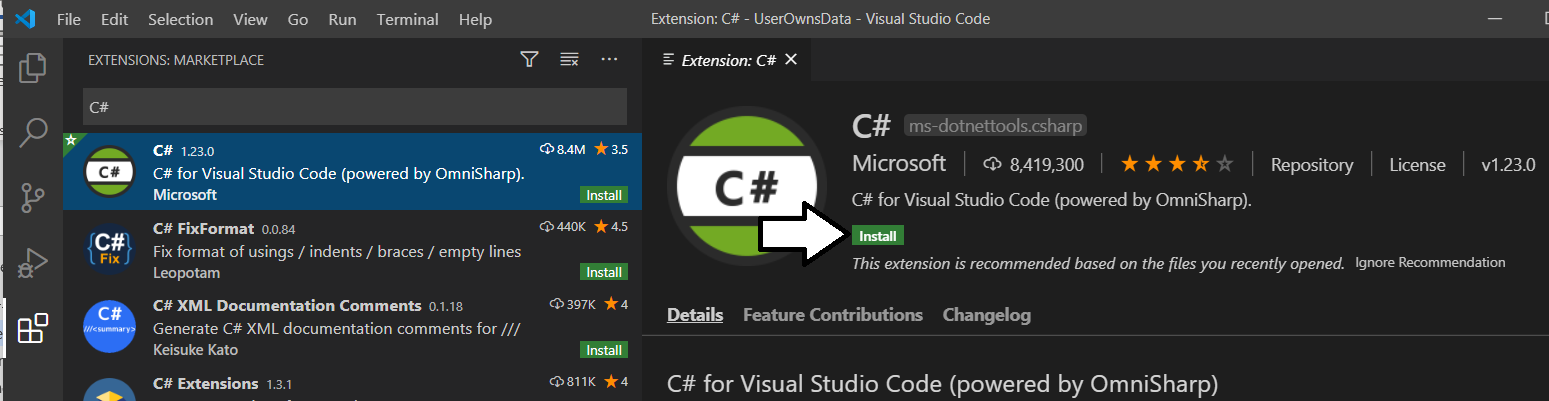 File Edit Selection View Go Run Terminal Help
Extension: C# - UserOwnsData - Visual Studio Code
EXTENSIONS: MARKETPLACE
C#
C# 1.23.0 8.4M 3.5
C# for Visual Studio Code (powered by OmniSharp).
Microsoft Install
C# FixFormat 0.0.84 440K 4.5
Fix format of usings / indents / braces / empty lines
Leopotam Install
C# XML Documentation Comments 0.1.18 397K 4
Generate C# XML documentation comments for ///
Keisuke Kato Install
C# Extensions 1.3.1 811K 4
C#
C#
Fix
C#
///<summary>
Extension: C#
C#
C# ms-dotnettools.csharp
Microsoft 8,419,300 Repository License v1.23.0
C# for Visual Studio Code (powered by OmniSharp).
Install
This extension is recommended based on the files you recently opened. Ignore Recommendation
Details Feature Contributions Changelog
C# for Visual Studio Code (powered by OmniSharp)